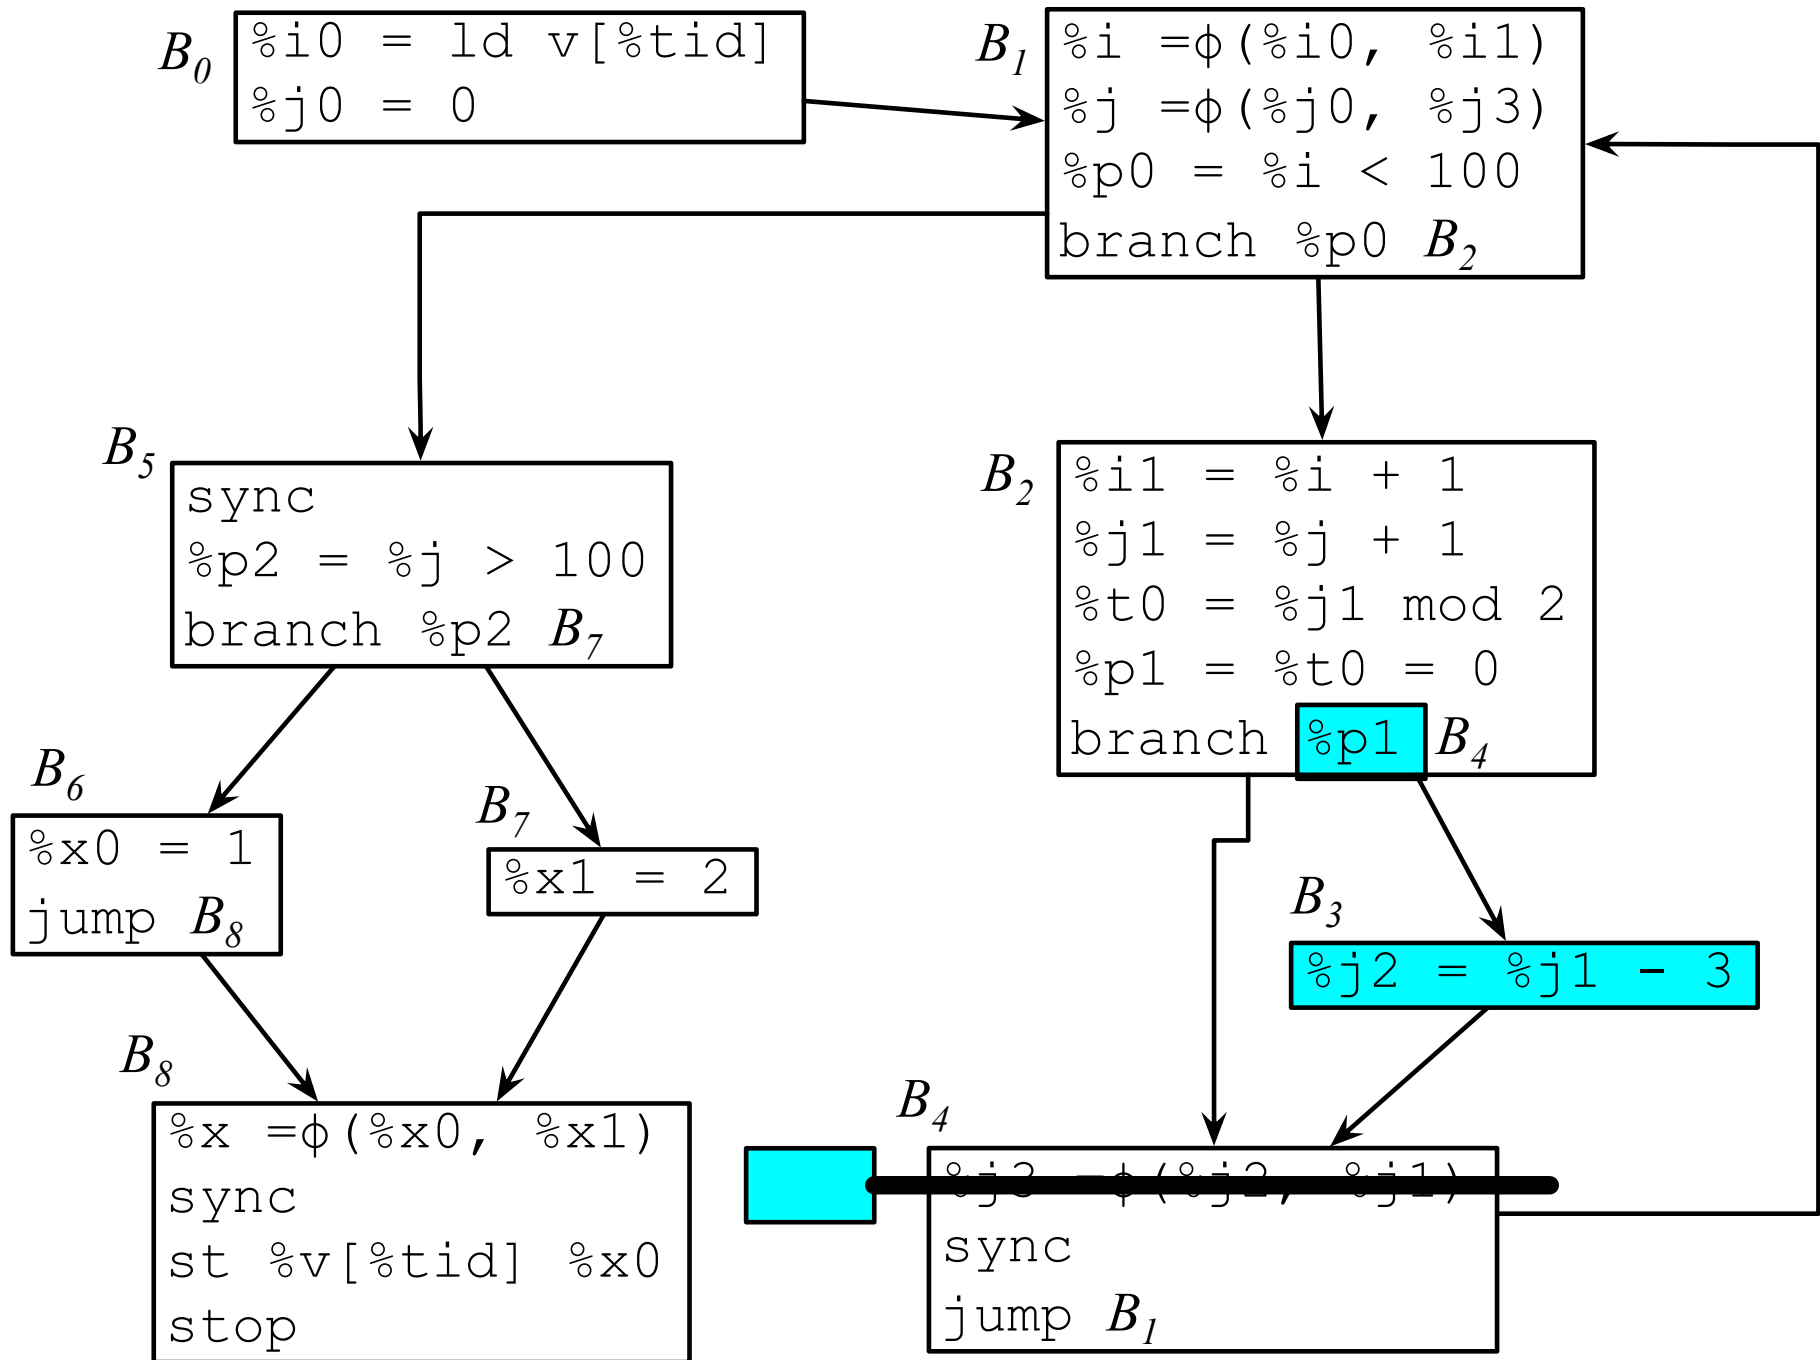 B0
%i0 = ld v[%tid]
%j0 = 0
B1
%i =ϕ(%i0, %i1)
%j =ϕ(%j0, %j3)
%p0 = %i < 100
branch %p0 B2
B5
sync
%p2 = %j > 100
branch %p2 B7
B2
%i1 = %i + 1
%j1 = %j + 1
%t0 = %j1 mod 2
%p1 = %t0 = 0
branch %p1 B4
B6
%x0 = 1
jump B8
B7
%x1 = 2
B3
%j2 = %j1 - 3
B8
%x =ϕ(%x0, %x1)
sync
st %v[%tid] %x0
stop
B4
%j3 =ϕ(%j2, %j1)
sync
jump B1